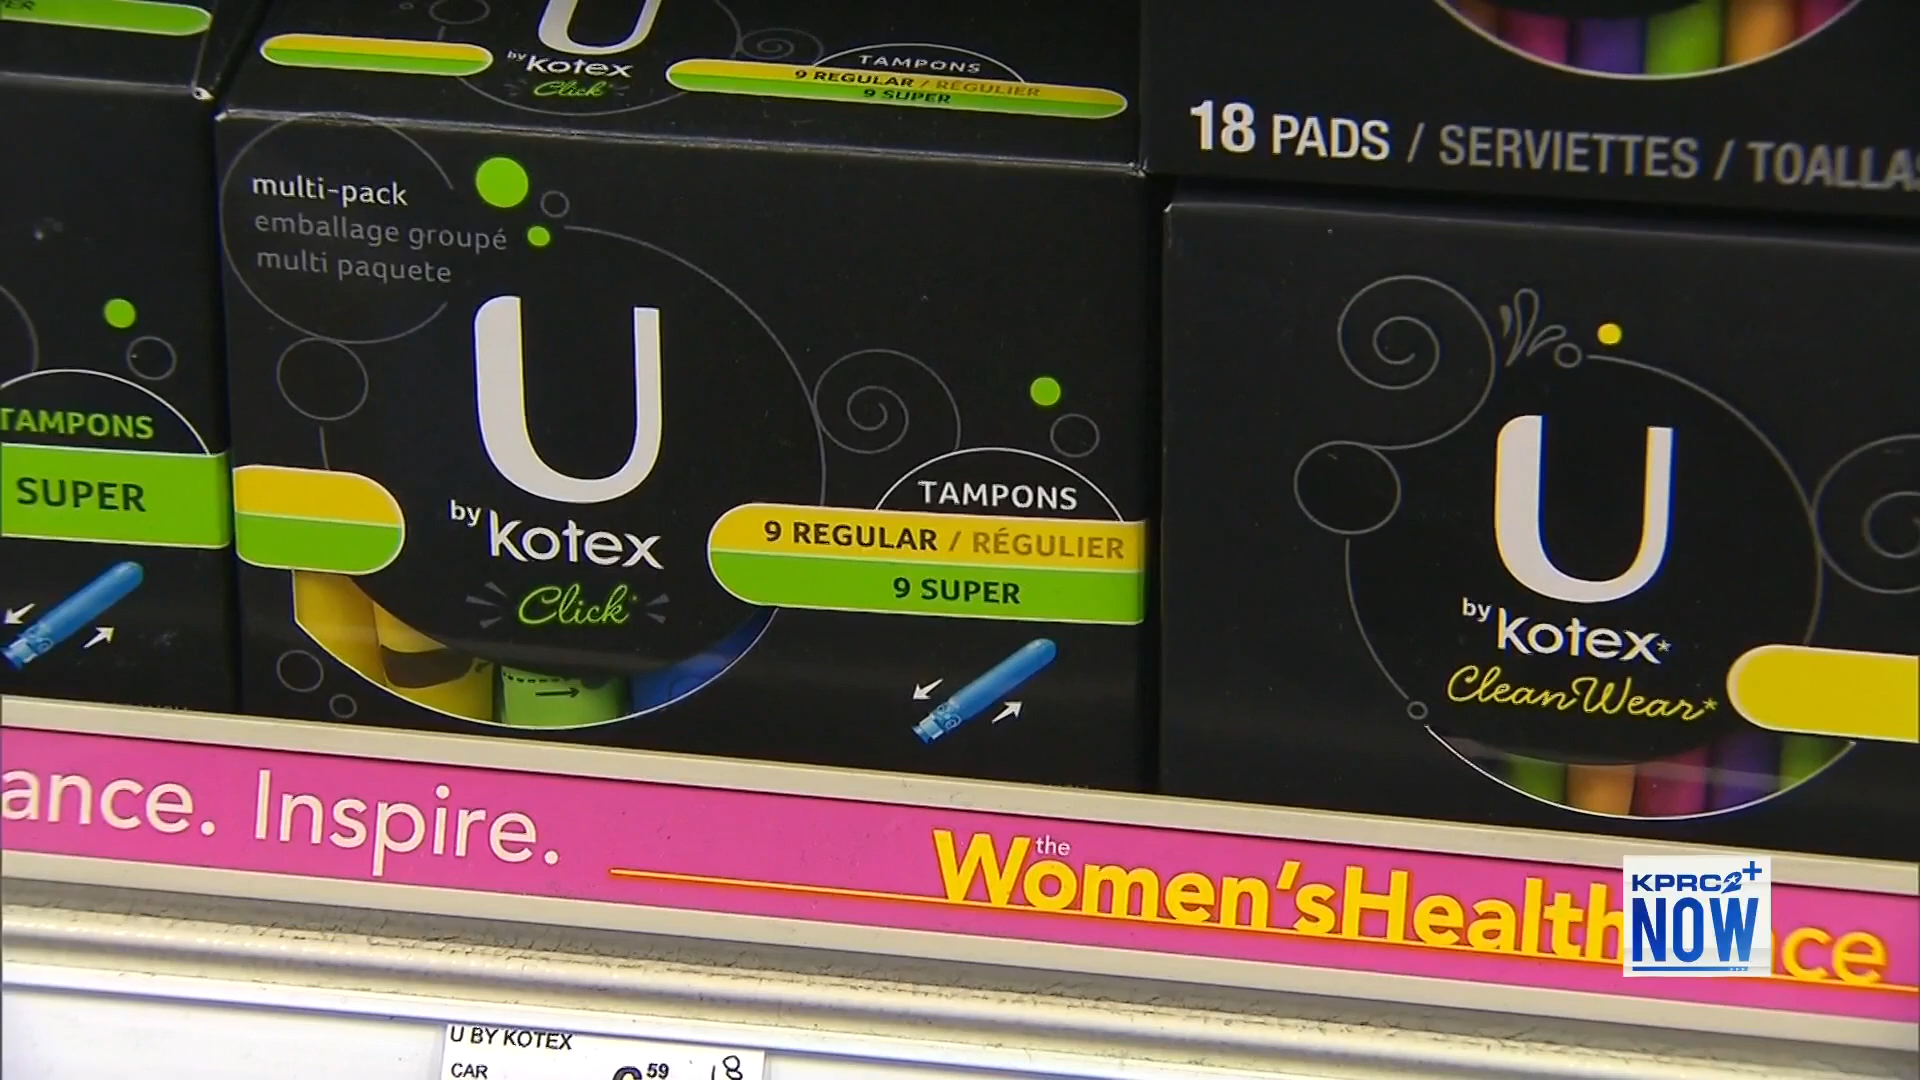 U
by Kotex
Click
TAMPONS
9 REGULAR / RÉGULIER
9 SUPER
18 PADS / SERVIETTES / TOALLAS
multi-pack
emballage groupé
multi paquete
U
by Kotex
Click
TAMPONS
9 REGULAR / RÉGULIER
9 SUPER
TAMPONS
SUPER
U
by Kotex*
CleanWear*
ance. Inspire.
the Women'sHealth
ce
KPRC2+
NOW
U BY KOTEX
CAR
59
18